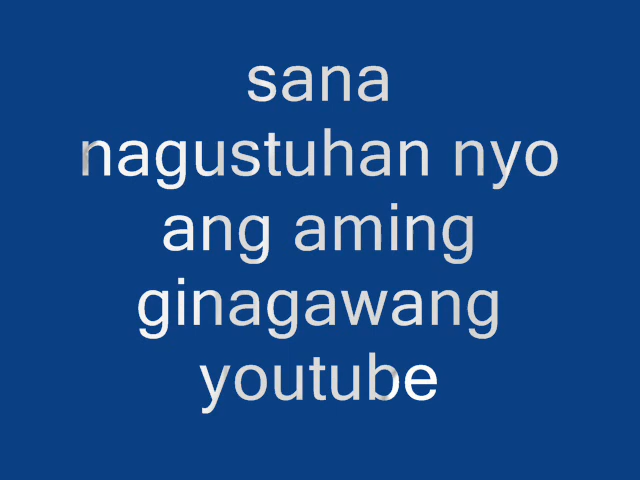 sana
nagustuhan nyo
ang aming
ginagawang
youtube